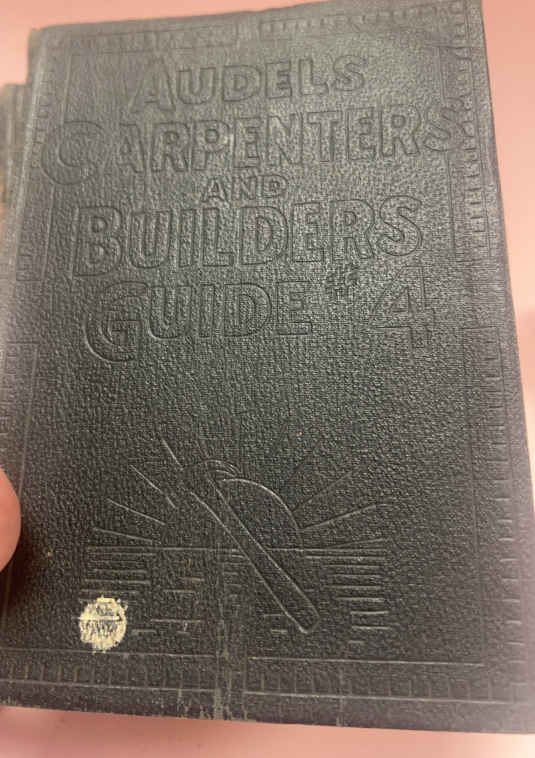 AUDELS
CARPENTERS
AND
BUILDERS
GUIDE #4